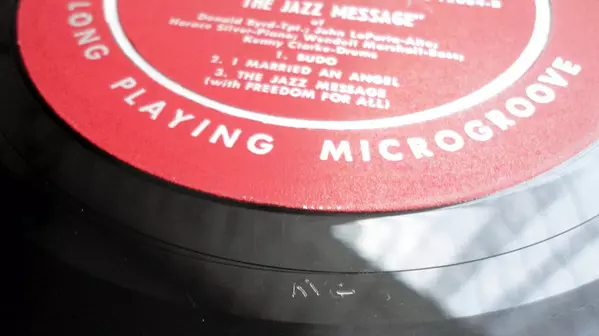 THE JAZZ MESSAGE"
of
Donald Byrd-Tpt.; John LaPorta-Alto;
Horace Silver-Piano; Wendell Marshall-Bass;
Kenny Clarke-Drums
1. BUDO
2. I MARRIED AN ANGEL
3. THE JAZZ MESSAGE
(with FREEDOM FOR ALL)
LONG PLAYING MICROGROOVE